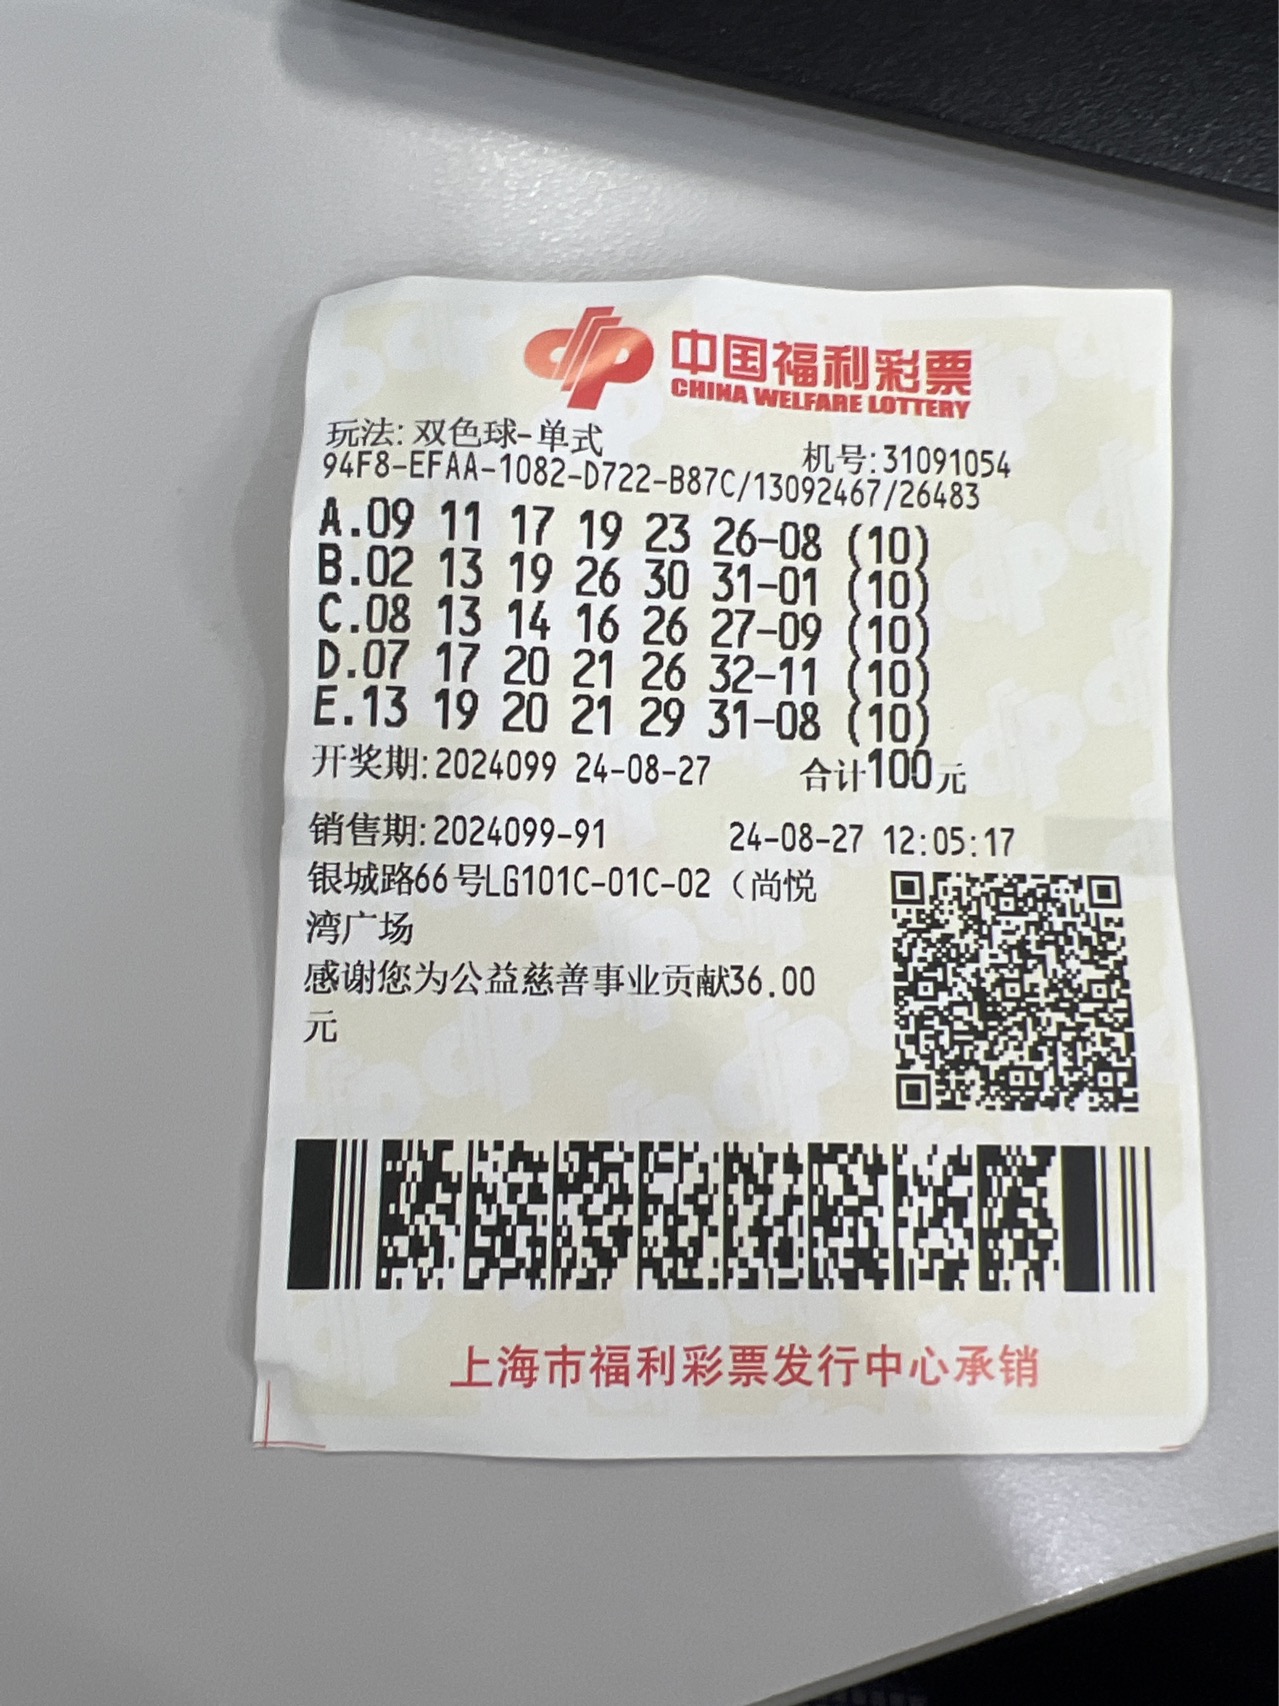 中国福利彩票
CHINA WELFARE LOTTERY
玩法: 双色球-单式 机号:31091054
94F8-EFAA-1082-D722-B87C/13092467/26483
A.09 11 17 19 23 26-08 (10)
B.02 13 19 26 30 31-01 (10)
C.08 13 14 16 26 27-09 (10)
D.07 17 20 21 26 32-11 (10)
E.13 19 20 21 29 31-08 (10)
开奖期:2024099 24-08-27 合计100元
销售期:2024099-91 24-08-27 12:05:17
银城路66号LG101C-01C-02（尚悦
湾广场
感谢您为公益慈善事业贡献36.00
元
上海市福利彩票发行中心承销